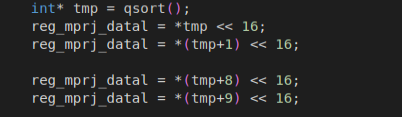 int* tmp = qsort();
reg_mprj_datal = *tmp << 16;
reg_mprj_datal = *(tmp+1) << 16;
reg_mprj_datal = *(tmp+8) << 16;
reg_mprj_datal = *(tmp+9) << 16;